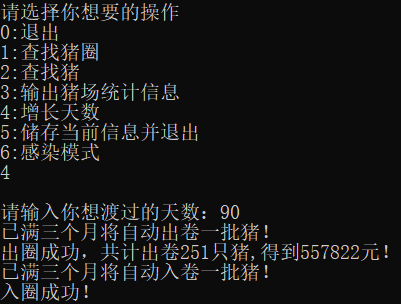 请选择你想要的操作
0:退出
1:查找猪圈
2:查找猪
3:输出猪场统计信息
4:增长天数
5:储存当前信息并退出
6:感染模式
4
请输入你想渡过的天数：90
已满三个月将自动出卷一批猪！
出圈成功，共计出卷251只猪,得到557822元！
已满三个月将自动入卷一批猪！
入圈成功！